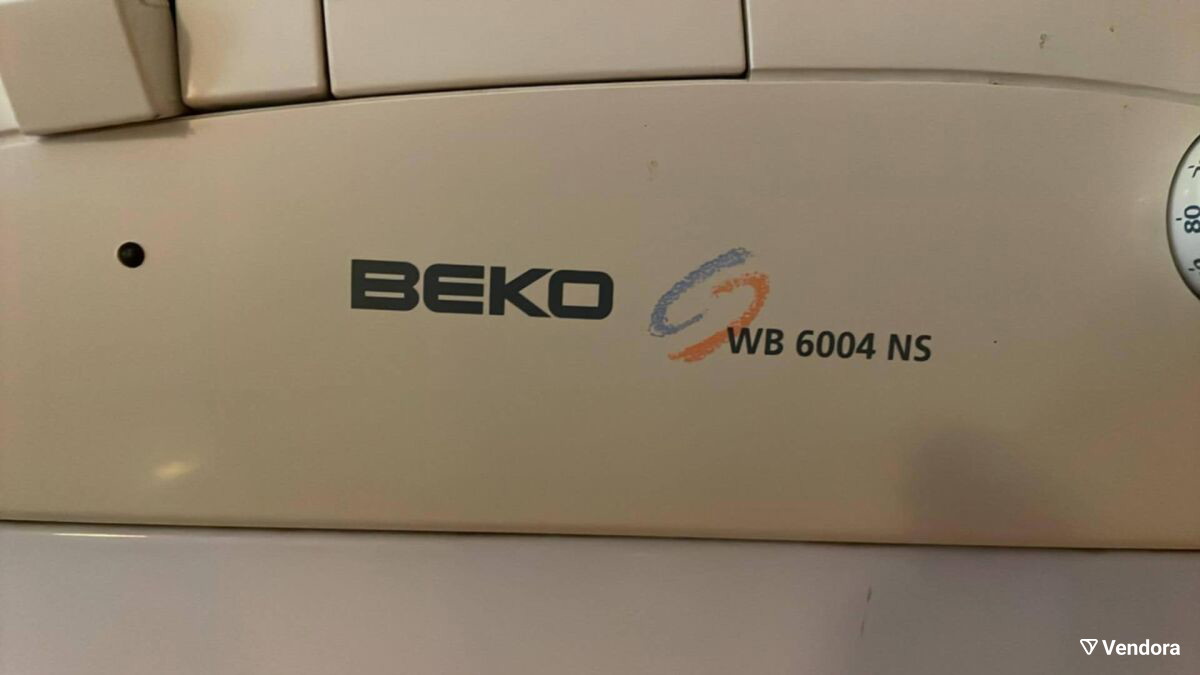 BEKO
WB 6004 NS
80
Vendora